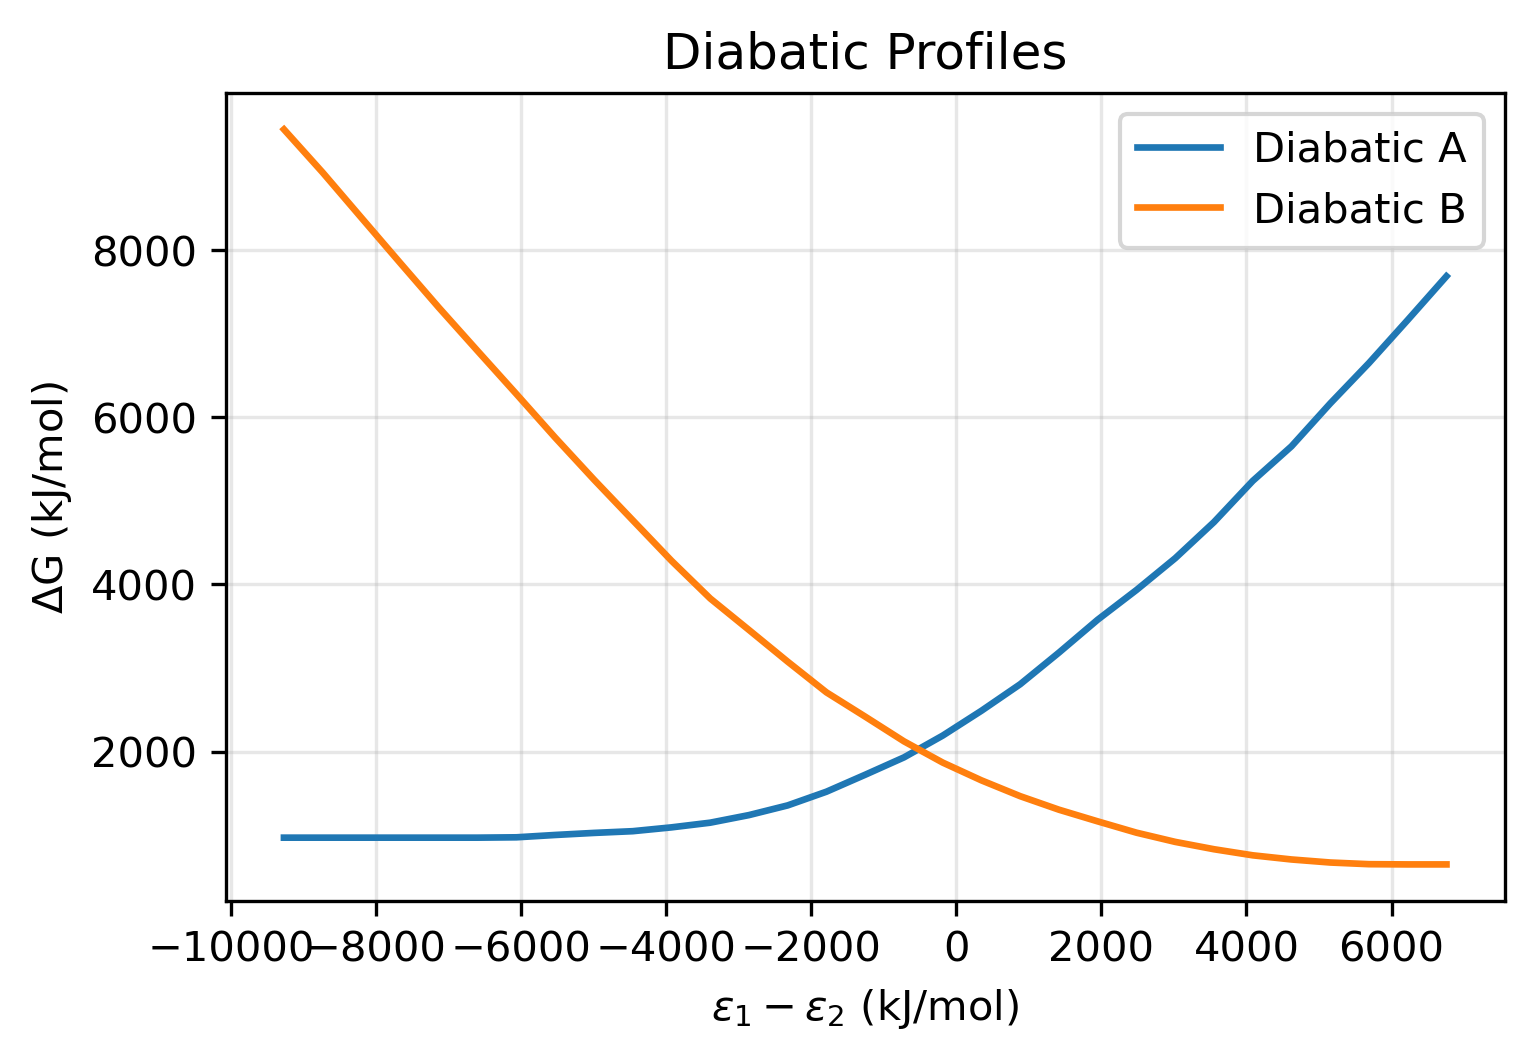 Diabatic Profiles
Diabatic A
Diabatic B
ΔG (kJ/mol)
8000
6000
4000
2000
−10000 −8000 −6000 −4000 −2000 0 2000 4000 6000
ε₁ − ε₂ (kJ/mol)